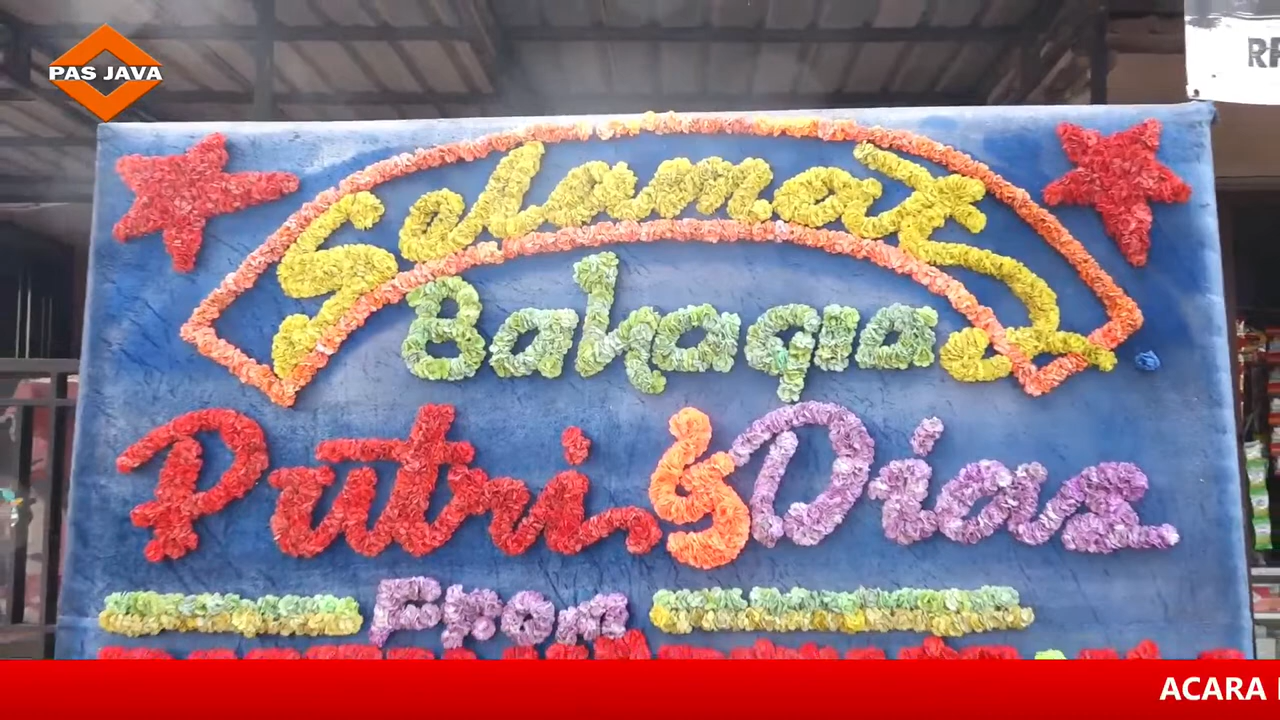 PAS JAVA
Selamat
Bahagia
Putri & Dias
From
ACARA